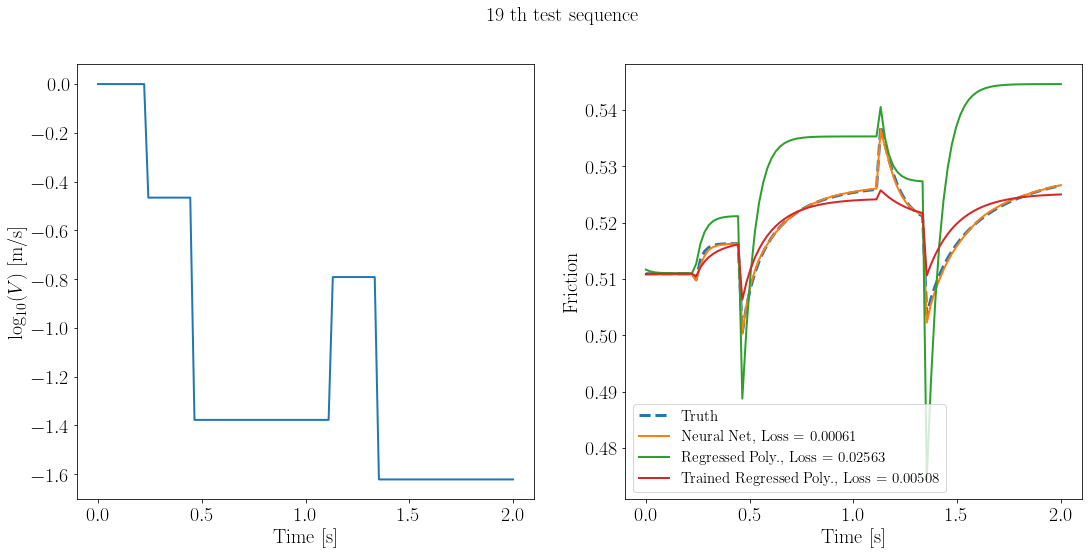 19 th test sequence
log₁₀(V) [m/s]
0.0
−0.2
−0.4
−0.6
−0.8
−1.0
−1.2
−1.4
−1.6
0.0 0.5 1.0 1.5 2.0
Time [s]
Friction
0.54
0.53
0.52
0.51
0.50
0.49
0.48
Truth
Neural Net, Loss = 0.00061
Regressed Poly., Loss = 0.02563
Trained Regressed Poly., Loss = 0.00508
0.0 0.5 1.0 1.5 2.0
Time [s]